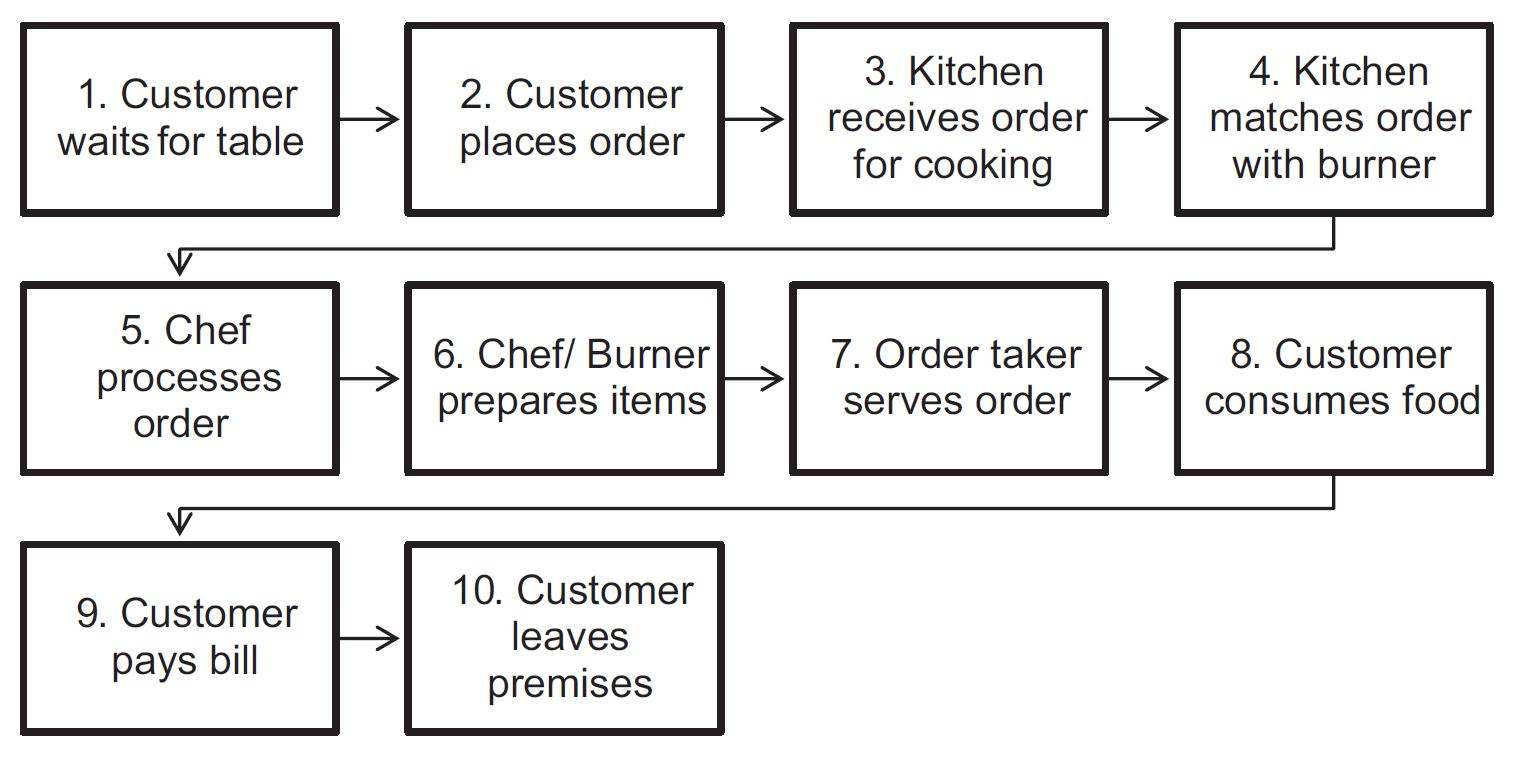 1. Customer
waits for table
2. Customer
places order
3. Kitchen
receives order
for cooking
4. Kitchen
matches order
with burner
5. Chef
processes
order
6. Chef/ Burner
prepares items
7. Order taker
serves order
8. Customer
consumes food
9. Customer
pays bill
10. Customer
leaves
premises